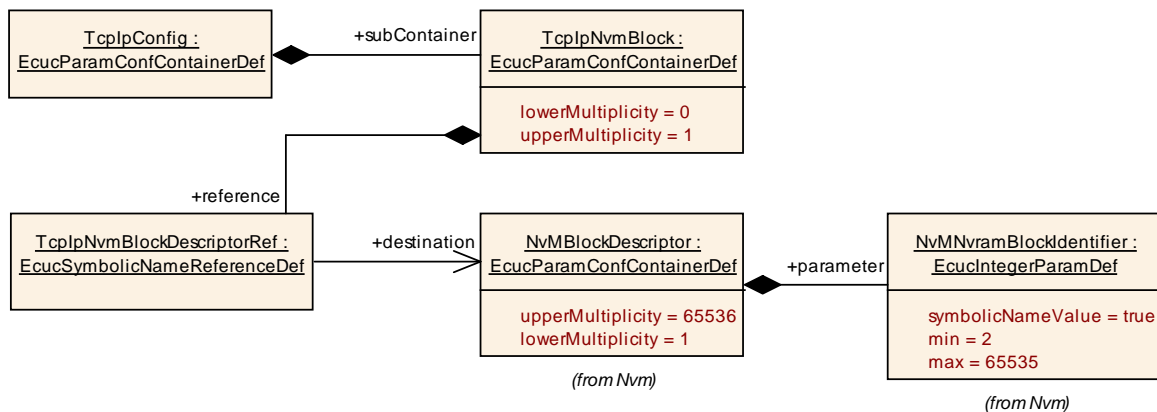 TcpIpConfig :
EcucParamConfContainerDef
+subContainer
TcpIpNvmBlock :
EcucParamConfContainerDef
lowerMultiplicity = 0
upperMultiplicity = 1
+reference
TcpIpNvmBlockDescriptorRef :
EcucSymbolicNameReferenceDef
+destination
NvMBlockDescriptor :
EcucParamConfContainerDef
upperMultiplicity = 65536
lowerMultiplicity = 1
(from Nvm)
+parameter
NvMNvramBlockIdentifier :
EcucIntegerParamDef
symbolicNameValue = true
min = 2
max = 65535
(from Nvm)